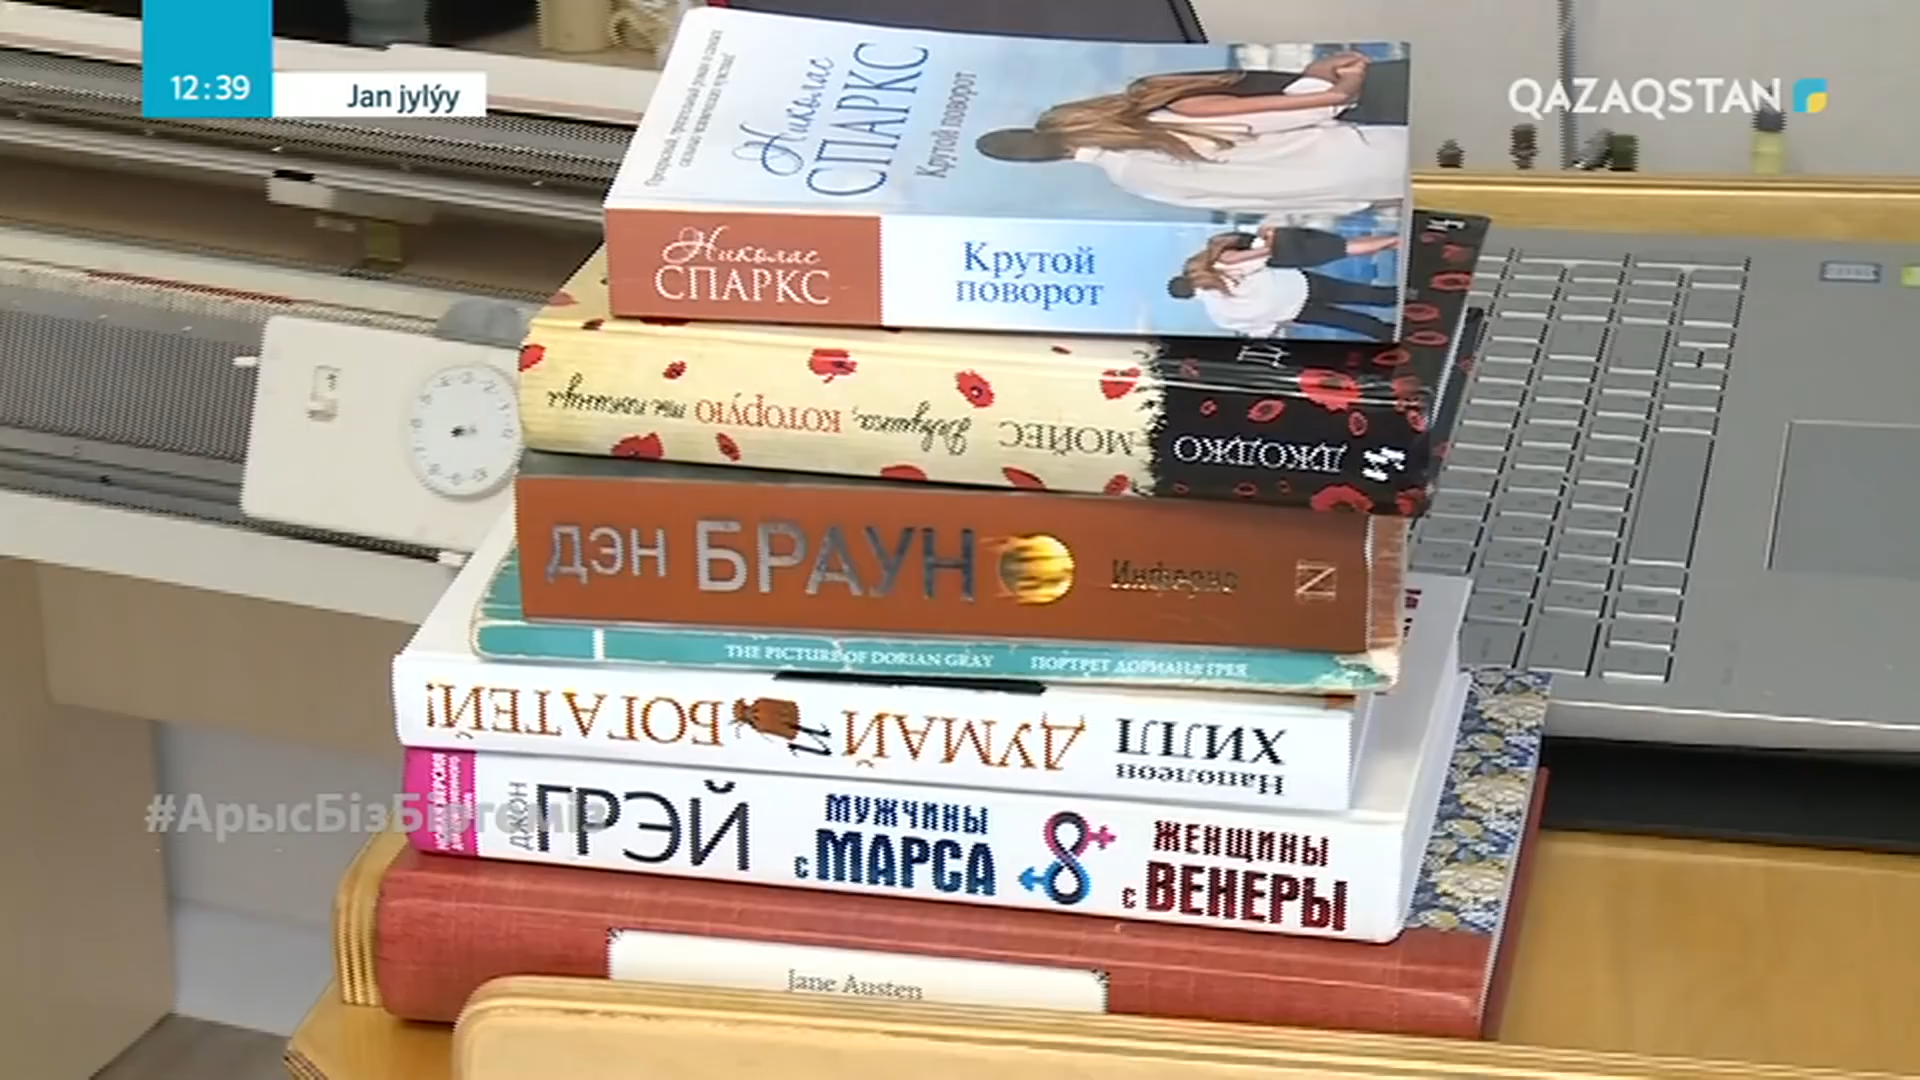 12:39
Jan jylýy
QAZAQSTAN
Николас
СПАРКС
Крутой поворот
Николас
СПАРКС
Крутой
поворот
ДЖОДЖО МОЙЕС Девушка, которую ты покинул
ДЭН БРАУН Инферно
THE PICTURE OF DORIAN GRAY ПОРТРЕТ ДОРИАНА ГРЕЯ
Наполеон
ХИЛЛ
ДУМАЙ И БОГАТЕЙ!
ДЖОН
ГРЭЙ
МУЖЧИНЫ
с МАРСА
ЖЕНЩИНЫ
с ВЕНЕРЫ
#АрысБізБіргеміз
Jane Austen